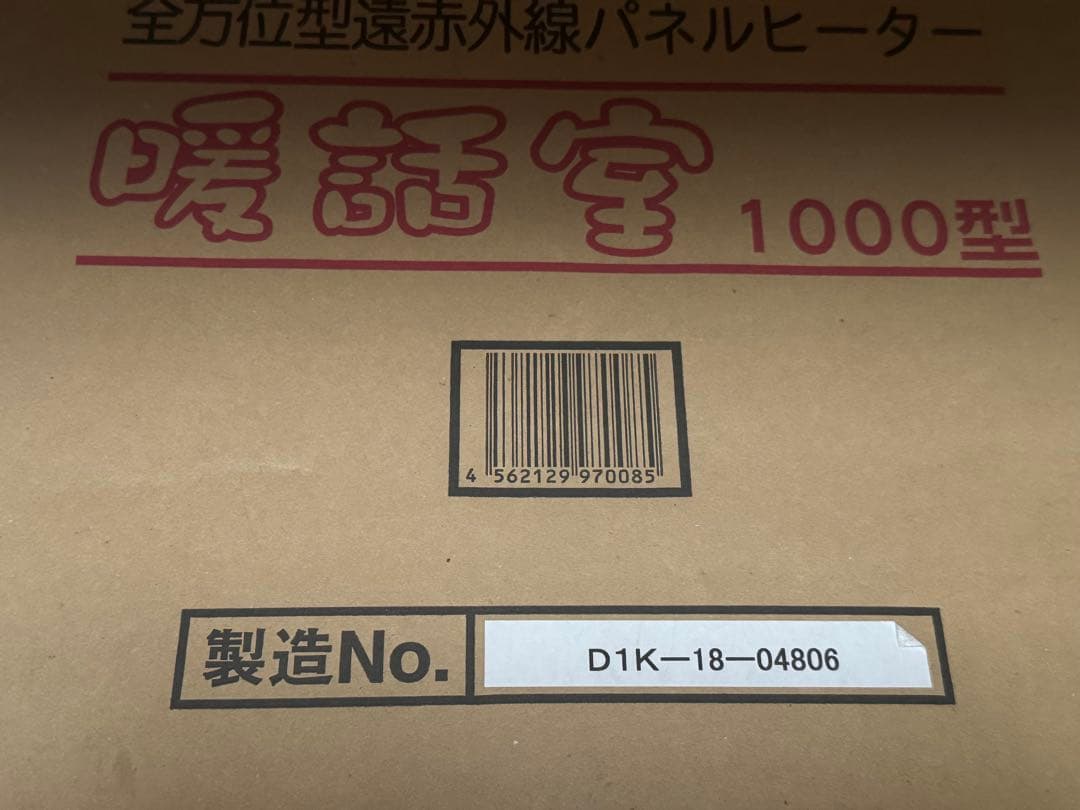 全方位型遠赤外線パネルヒーター
暖話室 1000型
4 562129 970085
製造No. D1K－18－04806